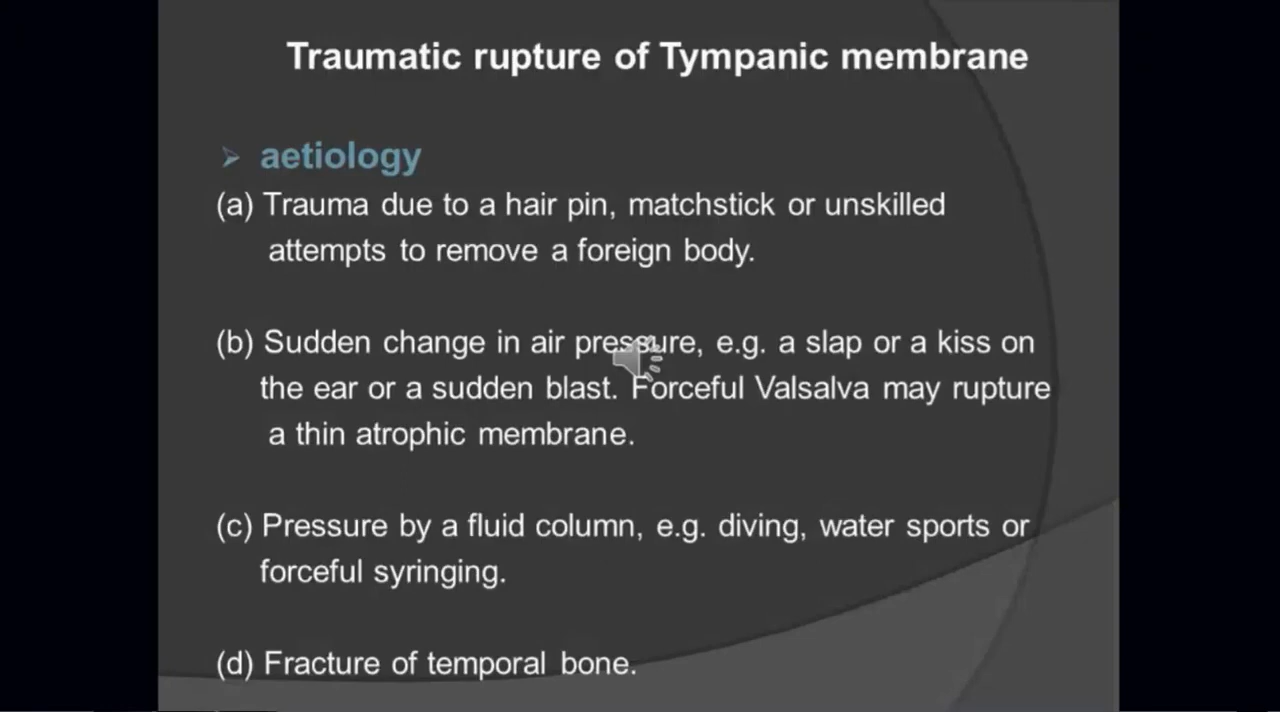 Traumatic rupture of Tympanic membrane
aetiology
(a) Trauma due to a hair pin, matchstick or unskilled
attempts to remove a foreign body.
(b) Sudden change in air pressure, e.g. a slap or a kiss on
the ear or a sudden blast. Forceful Valsalva may rupture
a thin atrophic membrane.
(c) Pressure by a fluid column, e.g. diving, water sports or
forceful syringing.
(d) Fracture of temporal bone.